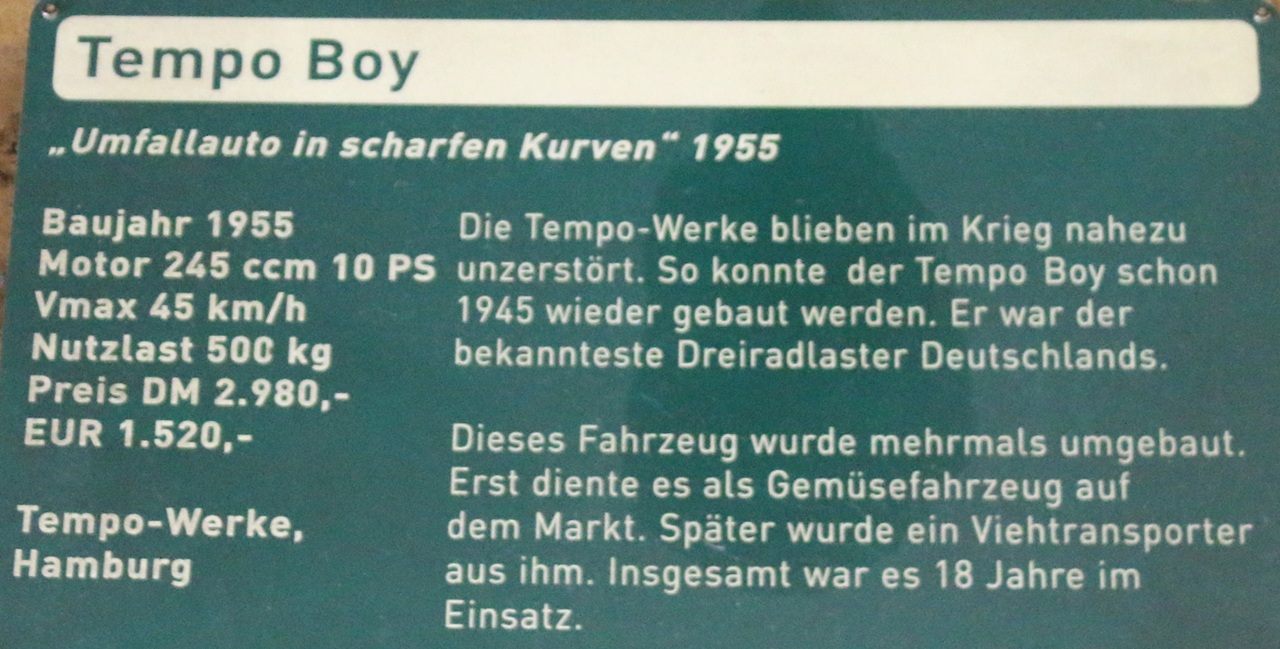 Tempo Boy
„Umfallauto in scharfen Kurven“ 1955
Baujahr 1955
Motor 245 ccm 10 PS
Vmax 45 km/h
Nutzlast 500 kg
Preis DM 2.980,-
EUR 1.520,-
Tempo-Werke,
Hamburg
Die Tempo-Werke blieben im Krieg nahezu
unzerstört. So konnte der Tempo Boy schon
1945 wieder gebaut werden. Er war der
bekannteste Dreiradlaster Deutschlands.
Dieses Fahrzeug wurde mehrmals umgebaut.
Erst diente es als Gemüsefahrzeug auf
dem Markt. Später wurde ein Viehtransporter
aus ihm. Insgesamt war es 18 Jahre im
Einsatz.